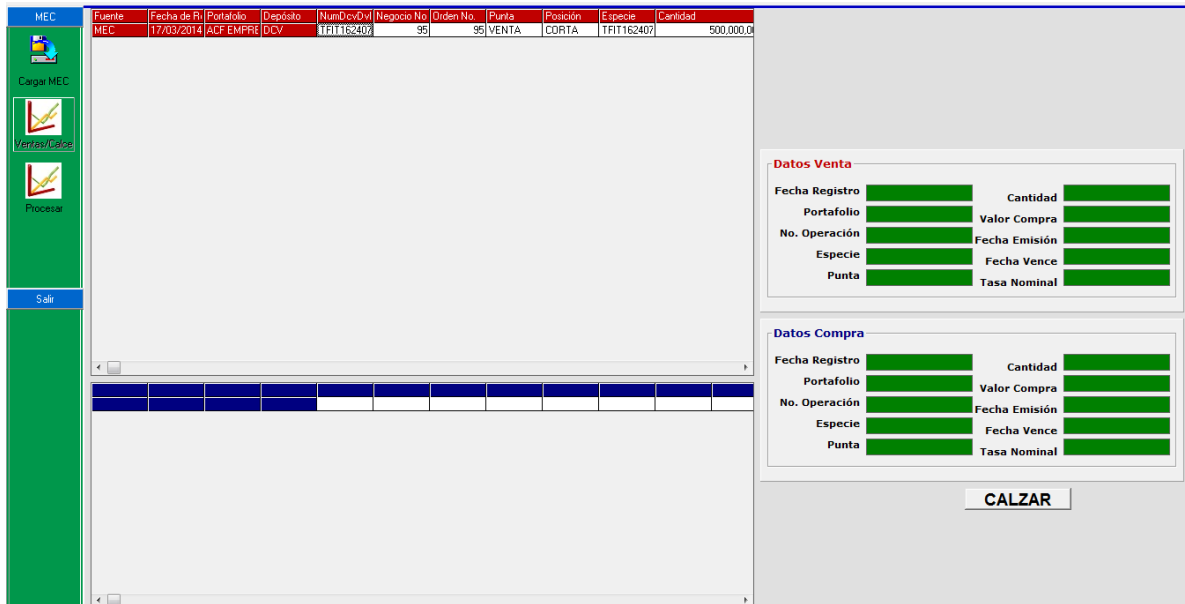 MEC
Cargar MEC
Ventas/Calce
Procesar
Salir
Fuente Fecha de R Portafolio Depósito NumDcvDvl Negocio No Orden No. Punta Posición Especie Cantidad
MEC 17/03/2014 ACF EMPRE DCV TFIT162407 95 95 VENTA CORTA TFIT162407 500,000,0
Datos Venta
Fecha Registro Cantidad
Portafolio Valor Compra
No. Operación Fecha Emisión
Especie Fecha Vence
Punta Tasa Nominal
Datos Compra
Fecha Registro Cantidad
Portafolio Valor Compra
No. Operación Fecha Emisión
Especie Fecha Vence
Punta Tasa Nominal
CALZAR